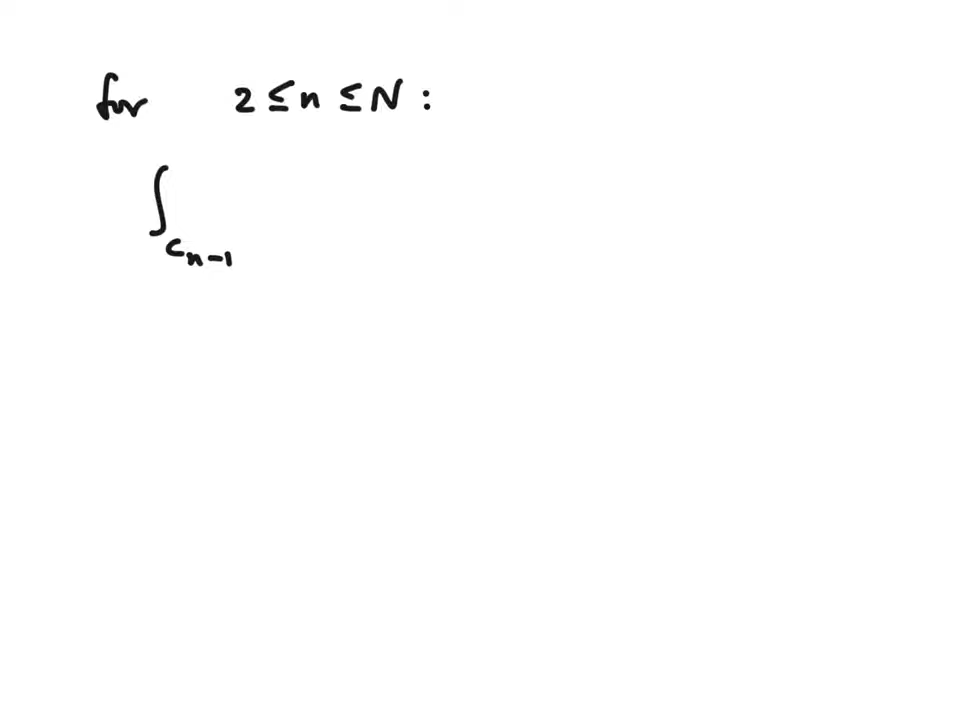 for 2 ≤ n ≤ N :
∫_{C_{n-1}}